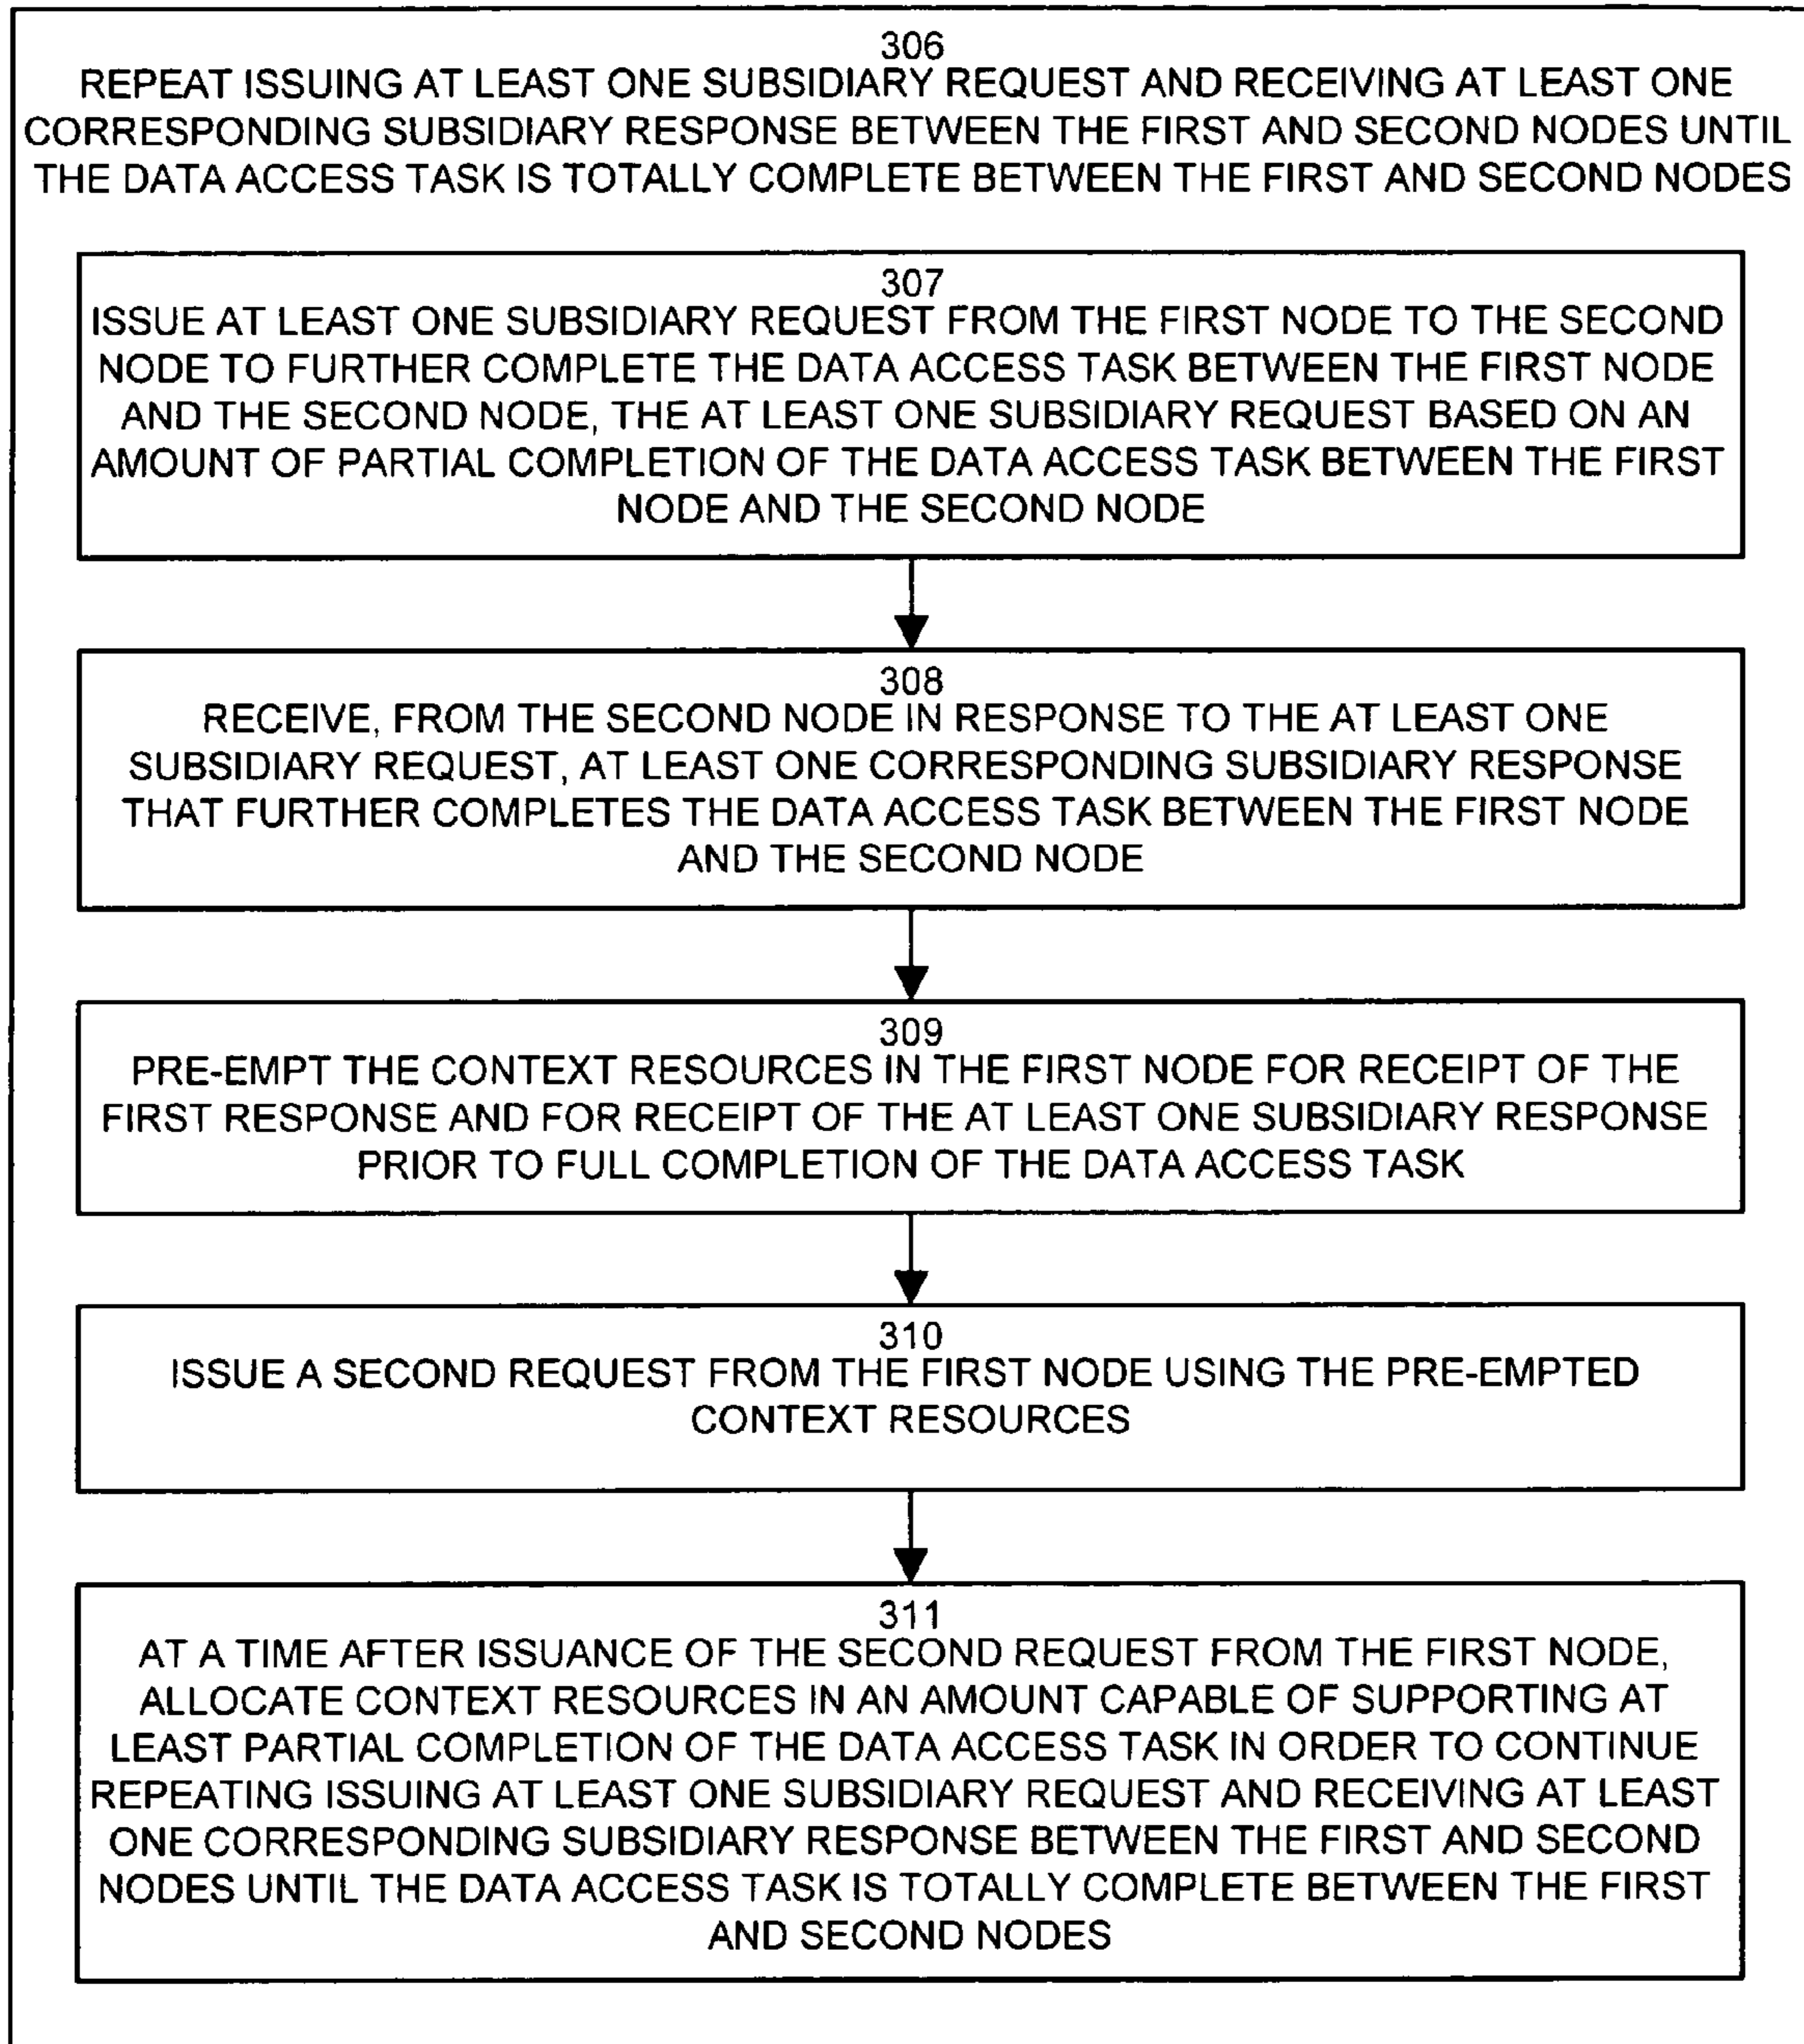 306
REPEAT ISSUING AT LEAST ONE SUBSIDIARY REQUEST AND RECEIVING AT LEAST ONE
CORRESPONDING SUBSIDIARY RESPONSE BETWEEN THE FIRST AND SECOND NODES UNTIL
THE DATA ACCESS TASK IS TOTALLY COMPLETE BETWEEN THE FIRST AND SECOND NODES
307
ISSUE AT LEAST ONE SUBSIDIARY REQUEST FROM THE FIRST NODE TO THE SECOND
NODE TO FURTHER COMPLETE THE DATA ACCESS TASK BETWEEN THE FIRST NODE
AND THE SECOND NODE, THE AT LEAST ONE SUBSIDIARY REQUEST BASED ON AN
AMOUNT OF PARTIAL COMPLETION OF THE DATA ACCESS TASK BETWEEN THE FIRST
NODE AND THE SECOND NODE
308
RECEIVE, FROM THE SECOND NODE IN RESPONSE TO THE AT LEAST ONE
SUBSIDIARY REQUEST, AT LEAST ONE CORRESPONDING SUBSIDIARY RESPONSE
THAT FURTHER COMPLETES THE DATA ACCESS TASK BETWEEN THE FIRST NODE
AND THE SECOND NODE
309
PRE-EMPT THE CONTEXT RESOURCES IN THE FIRST NODE FOR RECEIPT OF THE
FIRST RESPONSE AND FOR RECEIPT OF THE AT LEAST ONE SUBSIDIARY RESPONSE
PRIOR TO FULL COMPLETION OF THE DATA ACCESS TASK
310
ISSUE A SECOND REQUEST FROM THE FIRST NODE USING THE PRE-EMPTED
CONTEXT RESOURCES
311
AT A TIME AFTER ISSUANCE OF THE SECOND REQUEST FROM THE FIRST NODE,
ALLOCATE CONTEXT RESOURCES IN AN AMOUNT CAPABLE OF SUPPORTING AT
LEAST PARTIAL COMPLETION OF THE DATA ACCESS TASK IN ORDER TO CONTINUE
REPEATING ISSUING AT LEAST ONE SUBSIDIARY REQUEST AND RECEIVING AT LEAST
ONE CORRESPONDING SUBSIDIARY RESPONSE BETWEEN THE FIRST AND SECOND
NODES UNTIL THE DATA ACCESS TASK IS TOTALLY COMPLETE BETWEEN THE FIRST
AND SECOND NODES